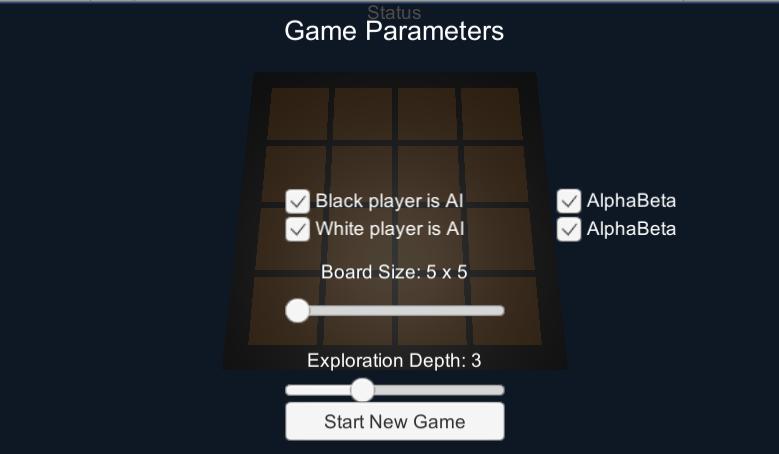 Status
Game Parameters
Black player is AI
AlphaBeta
White player is AI
AlphaBeta
Board Size: 5 x 5
Exploration Depth: 3
Start New Game